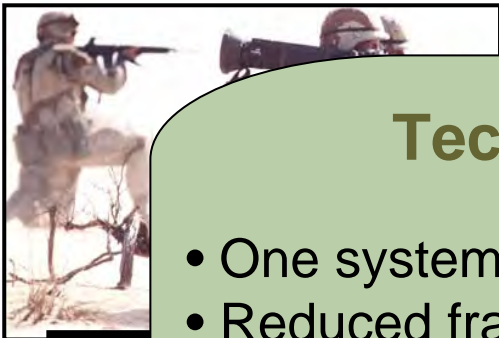 Tec
• One system
• Reduced fra